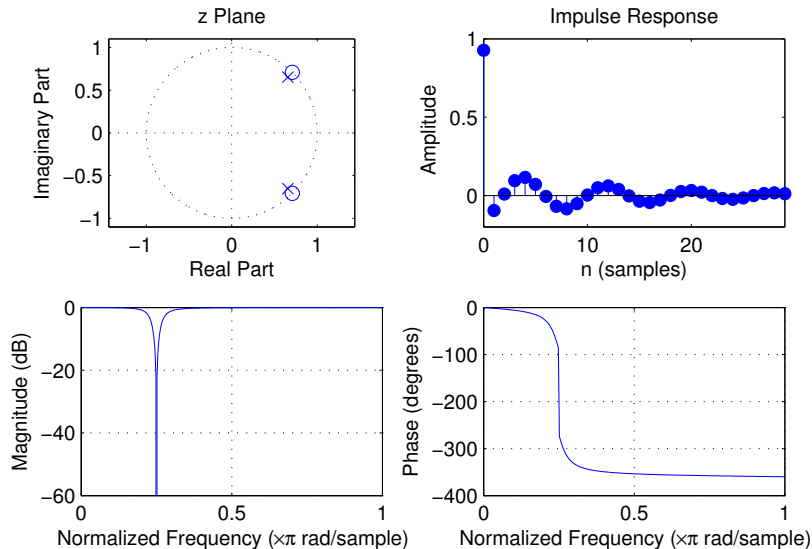 z Plane
1
0.5
0
−0.5
−1
−1
0
1
Imaginary Part
Real Part
Impulse Response
1
0.5
0
0
10
20
Amplitude
n (samples)
0
−20
−40
−60
0
0.5
1
Magnitude (dB)
Normalized Frequency (×π rad/sample)
0
−100
−200
−300
−400
0
0.5
1
Phase (degrees)
Normalized Frequency (×π rad/sample)